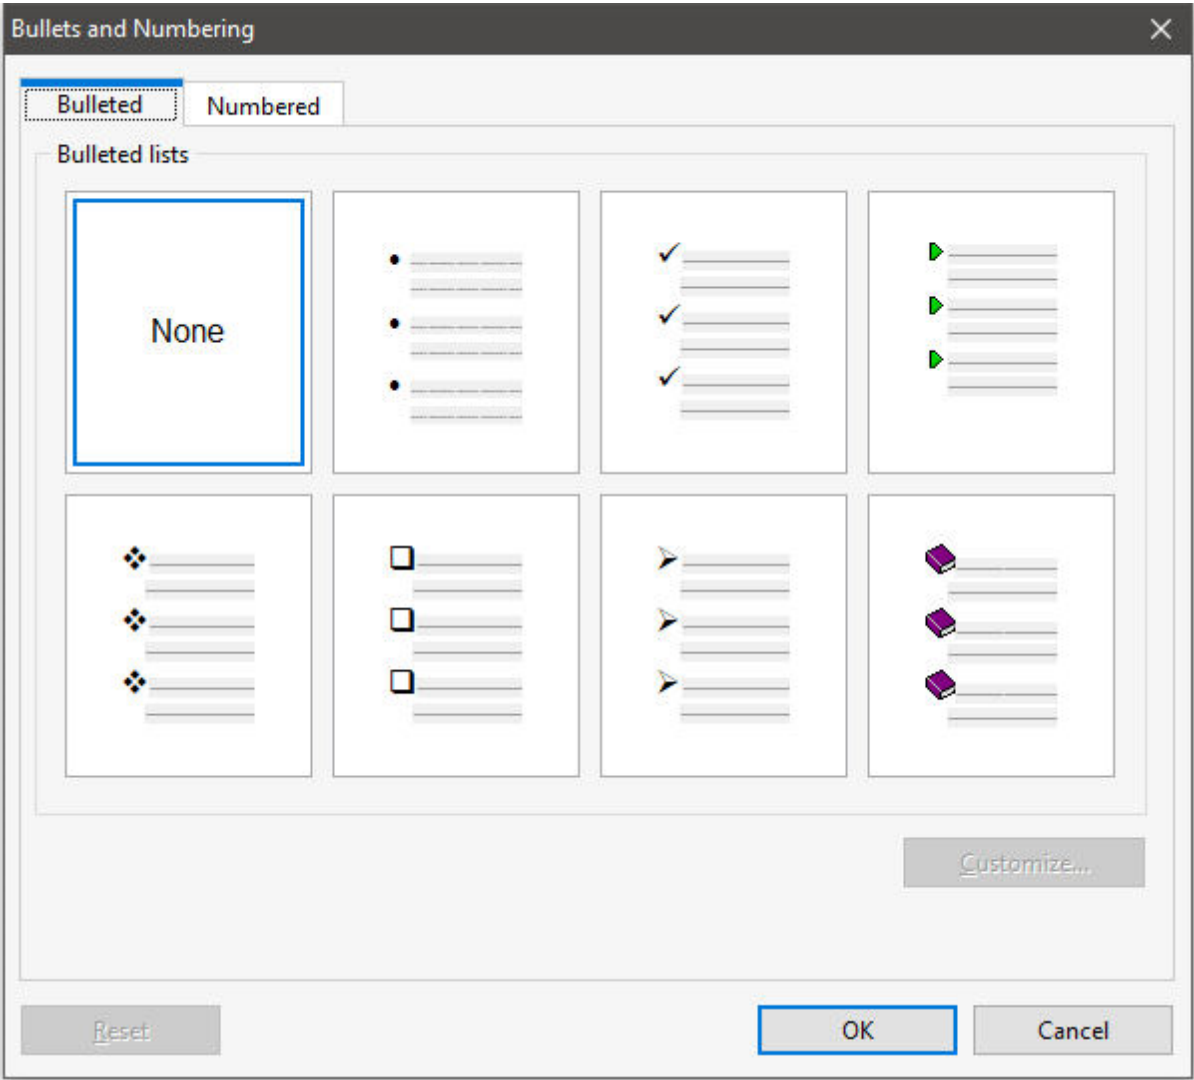 Bullets and Numbering
Bulleted Numbered
Bulleted lists
None
Customize...
Reset OK Cancel